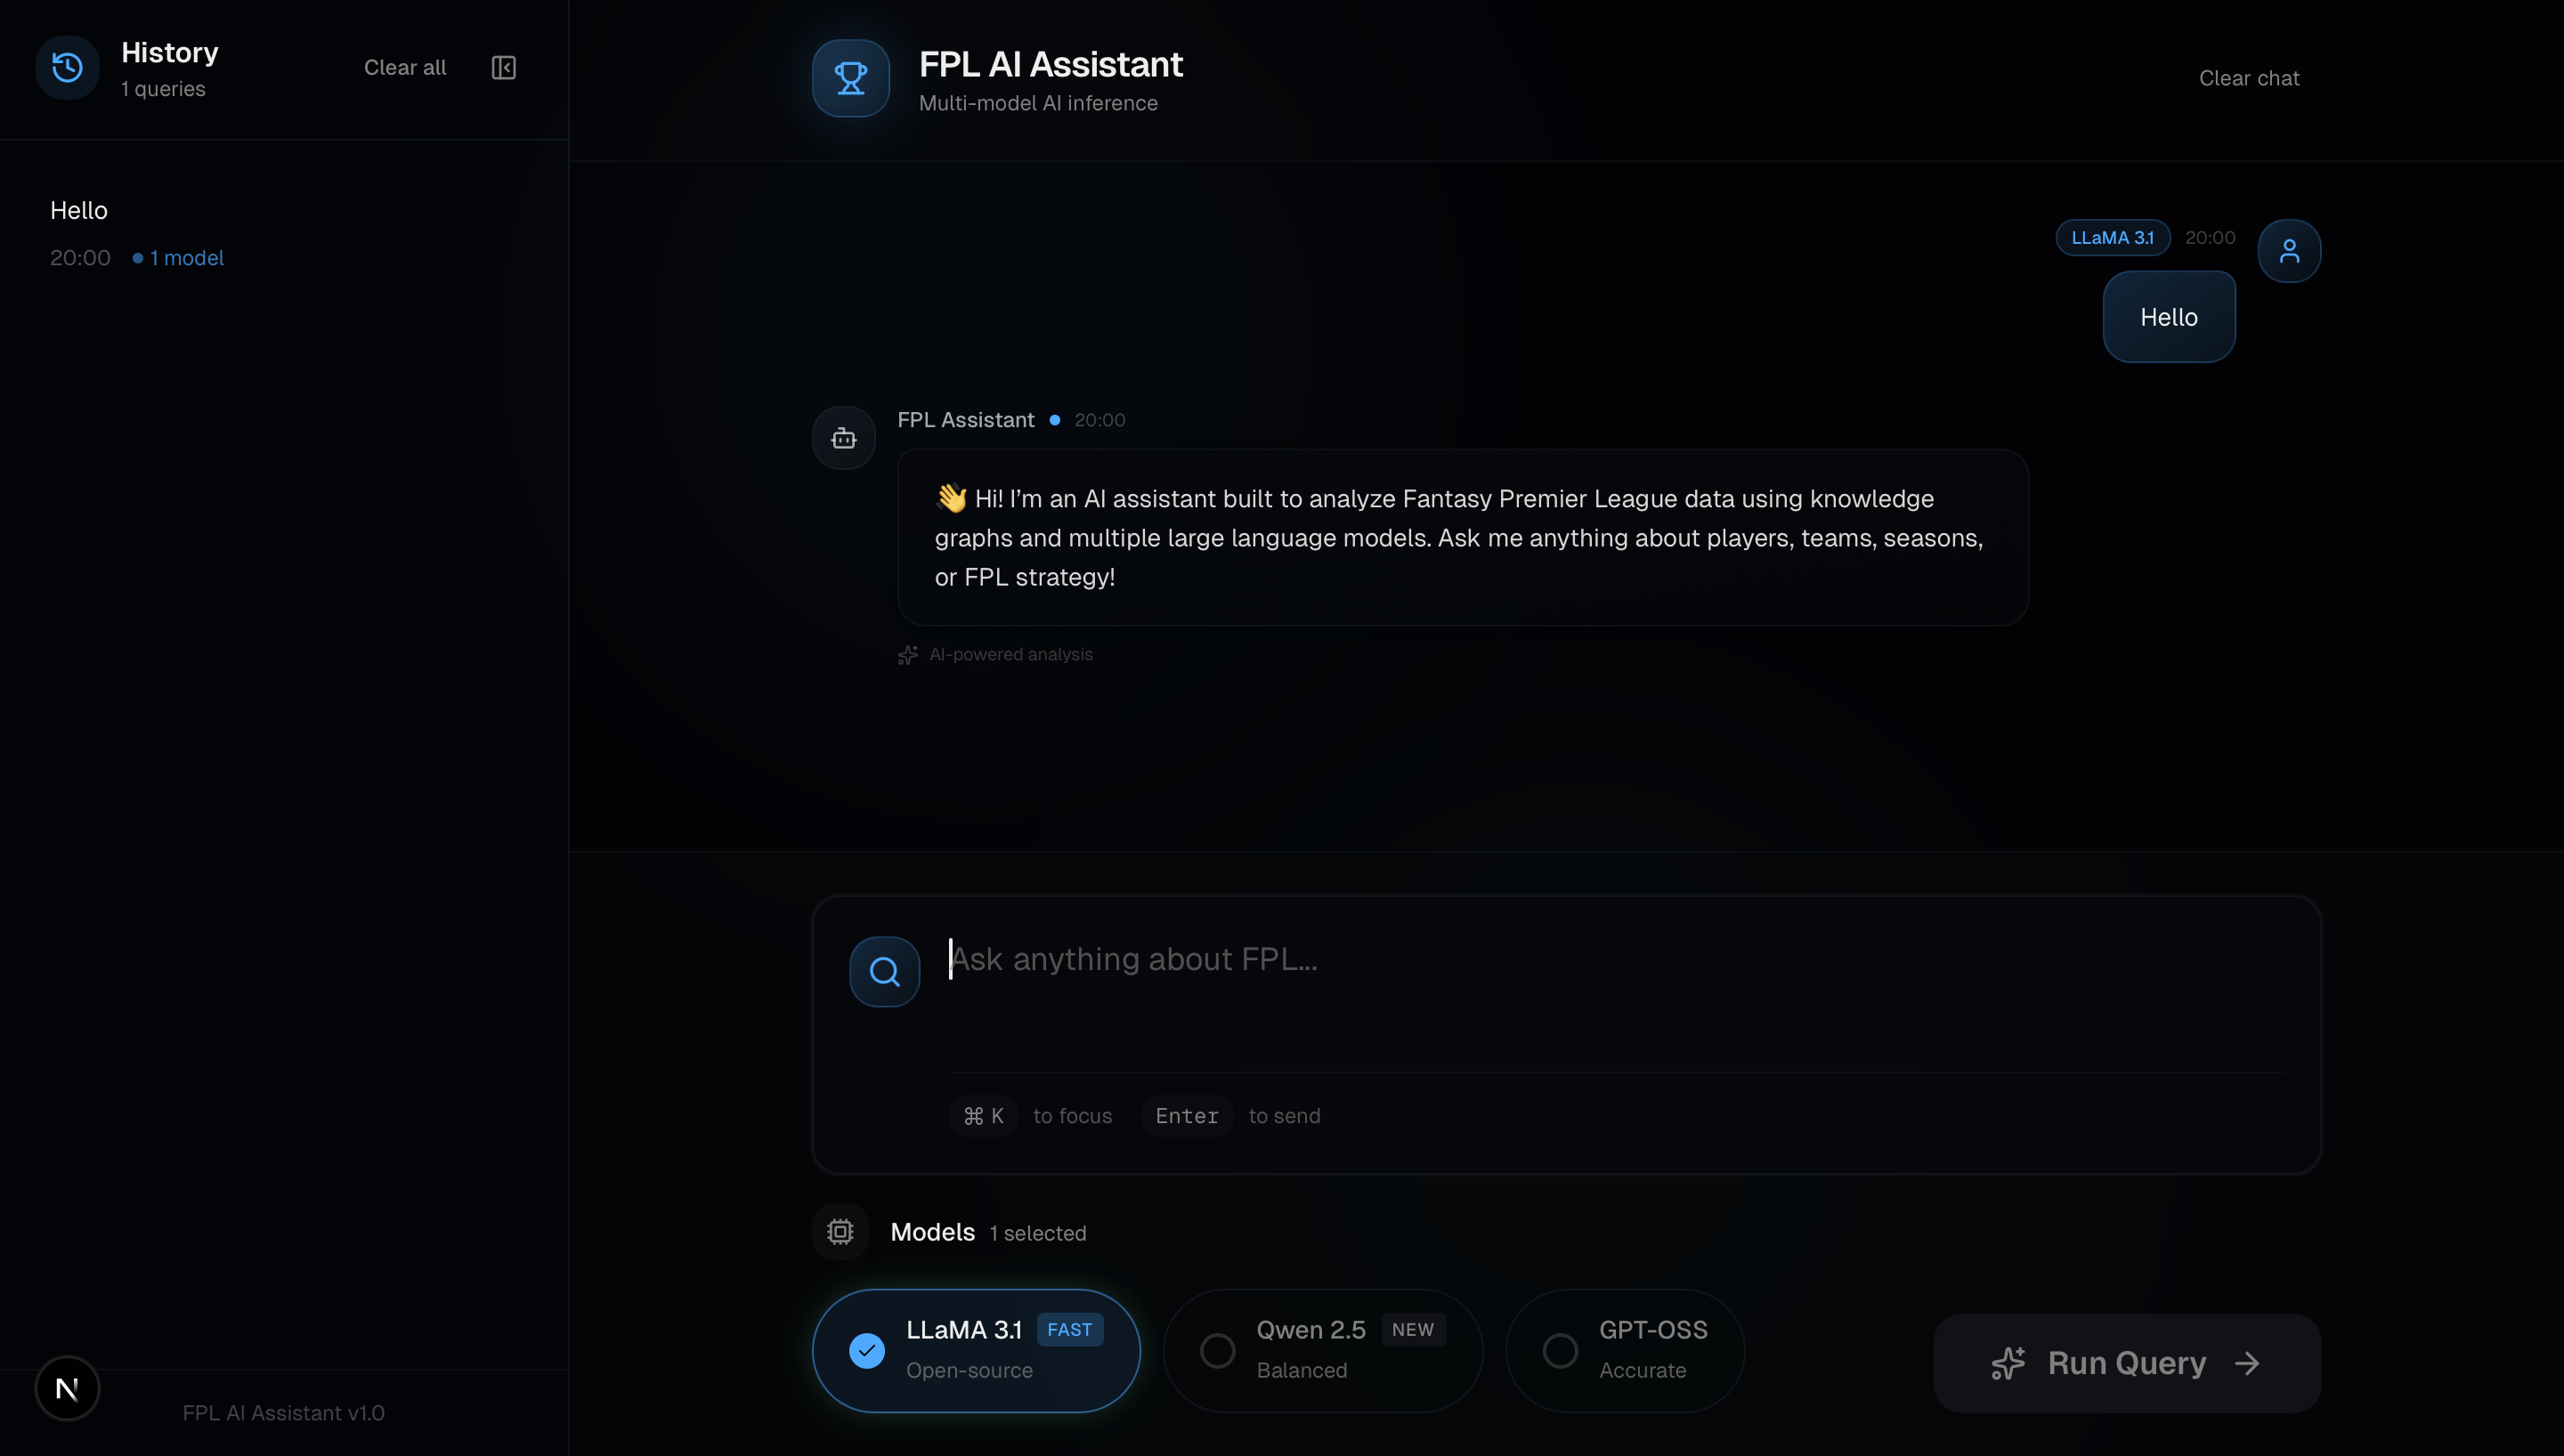 History
1 queries
Clear all
Hello
20:00 1 model
FPL AI Assistant v1.0
N
FPL AI Assistant
Multi-model AI inference
Clear chat
LLaMA 3.1 20:00
Hello
FPL Assistant 20:00
👋 Hi! I’m an AI assistant built to analyze Fantasy Premier League data using knowledge
graphs and multiple large language models. Ask me anything about players, teams, seasons,
or FPL strategy!
AI-powered analysis
Ask anything about FPL...
⌘ K to focus Enter to send
Models 1 selected
LLaMA 3.1 FAST
Open-source
Qwen 2.5 NEW
Balanced
GPT-OSS
Accurate
Run Query →